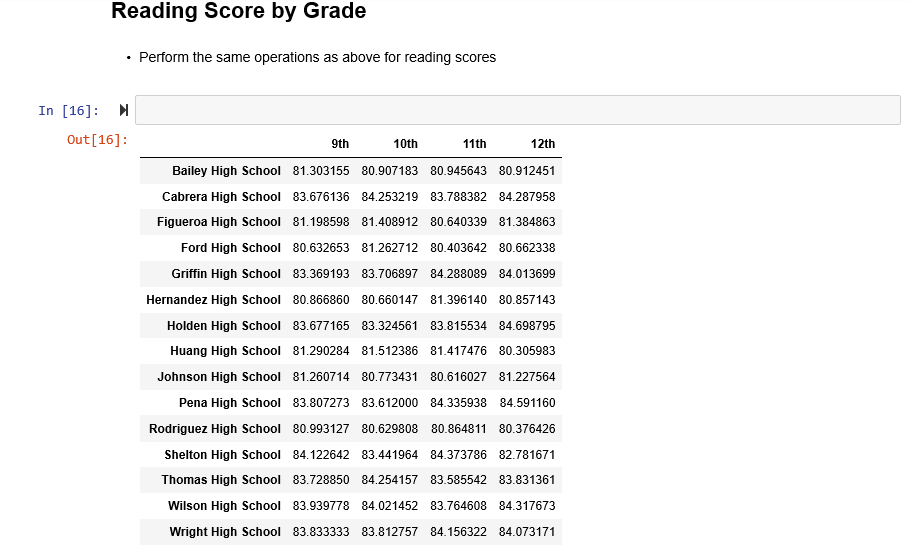 Reading Score by Grade
• Perform the same operations as above for reading scores
In [16]:
Out[16]:
9th 10th 11th 12th
Bailey High School 81.303155 80.907183 80.945643 80.912451
Cabrera High School 83.676136 84.253219 83.788382 84.287958
Figueroa High School 81.198598 81.408912 80.640339 81.384863
Ford High School 80.632653 81.262712 80.403642 80.662338
Griffin High School 83.369193 83.706897 84.288089 84.013699
Hernandez High School 80.866860 80.660147 81.396140 80.857143
Holden High School 83.677165 83.324561 83.815534 84.698795
Huang High School 81.290284 81.512386 81.417476 80.305983
Johnson High School 81.260714 80.773431 80.616027 81.227564
Pena High School 83.807273 83.612000 84.335938 84.591160
Rodriguez High School 80.993127 80.629808 80.864811 80.376426
Shelton High School 84.122642 83.441964 84.373786 82.781671
Thomas High School 83.728850 84.254157 83.585542 83.831361
Wilson High School 83.939778 84.021452 83.764608 84.317673
Wright High School 83.833333 83.812757 84.156322 84.073171